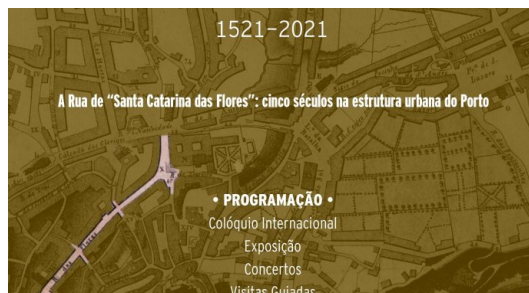 1521-2021
A Rua de “Santa Catarina das Flores”: cinco séculos na estrutura urbana do Porto
• PROGRAMAÇÃO •
Colóquio Internacional
Exposição
Concertos
Visitas Guiadas